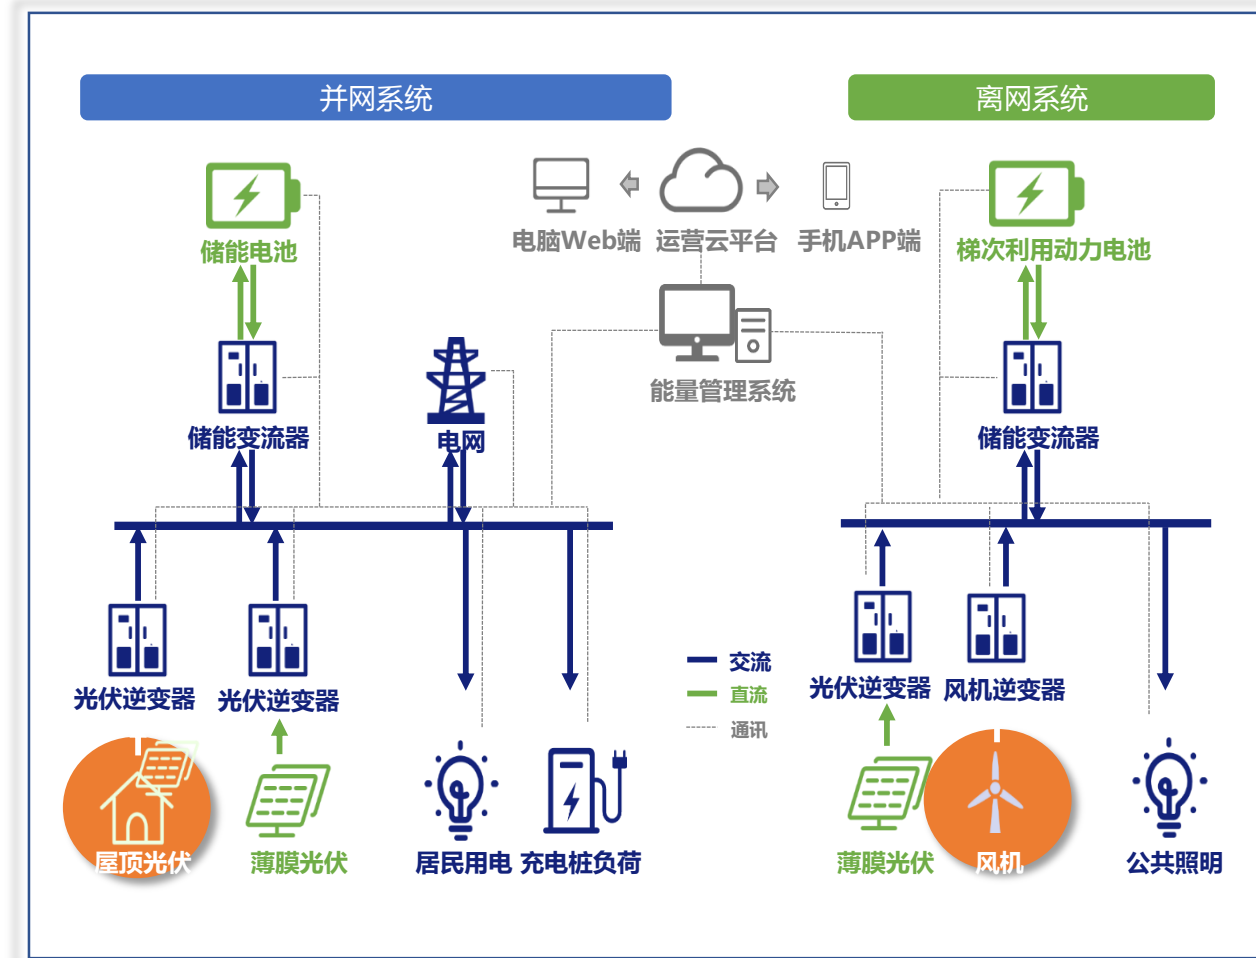 并网系统
离网系统
储能电池
电脑Web端
运营云平台
手机APP端
梯次利用动力电池
能量管理系统
储能变流器
电网
储能变流器
光伏逆变器
光伏逆变器
交流
直流
通讯
光伏逆变器
风机逆变器
屋顶光伏
薄膜光伏
居民用电
充电桩负荷
薄膜光伏
风机
公共照明